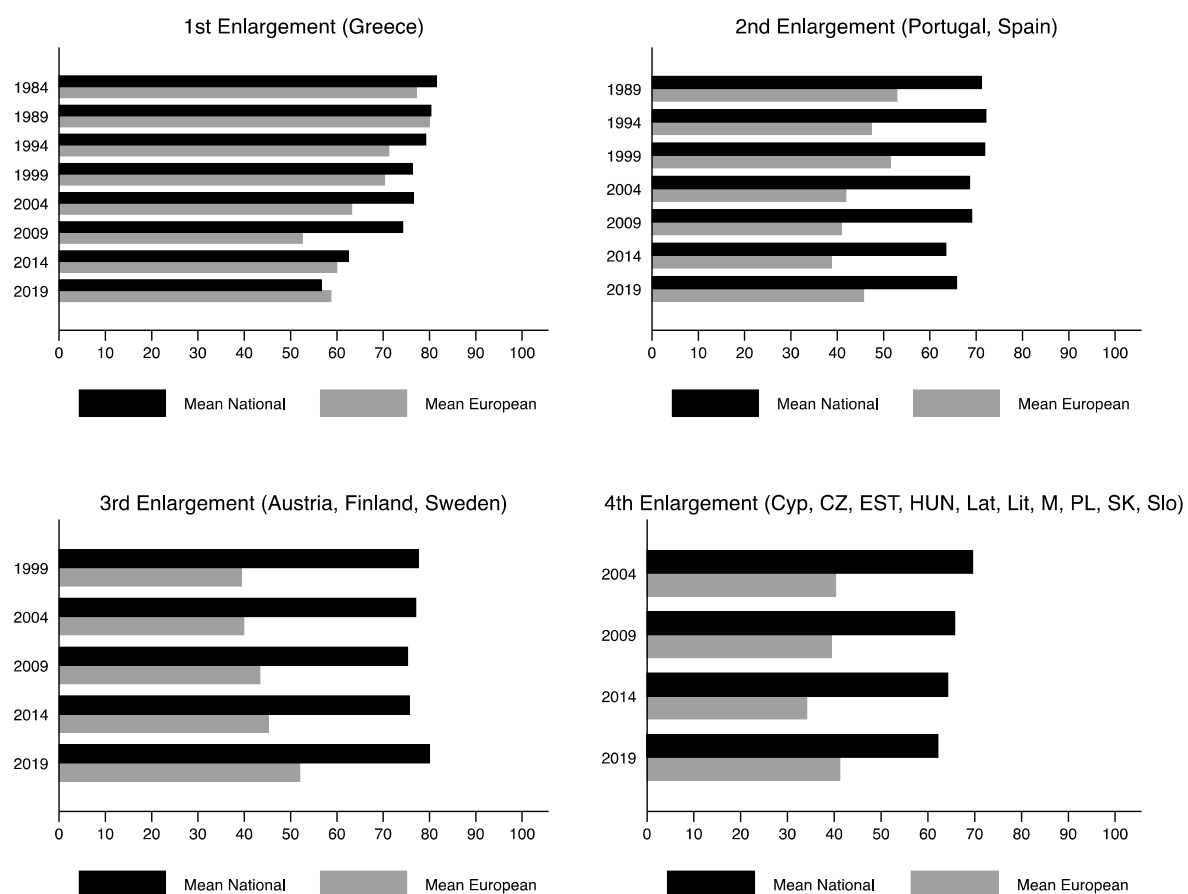 1st Enlargement (Greece)
1984
1989
1994
1999
2004
2009
2014
2019
0 10 20 30 40 50 60 70 80 90 100
Mean National Mean European
2nd Enlargement (Portugal, Spain)
1989
1994
1999
2004
2009
2014
2019
0 10 20 30 40 50 60 70 80 90 100
Mean National Mean European
3rd Enlargement (Austria, Finland, Sweden)
1999
2004
2009
2014
2019
0 10 20 30 40 50 60 70 80 90 100
Mean National Mean European
4th Enlargement (Cyp, CZ, EST, HUN, Lat, Lit, M, PL, SK, Slo)
2004
2009
2014
2019
0 10 20 30 40 50 60 70 80 90 100
Mean National Mean European